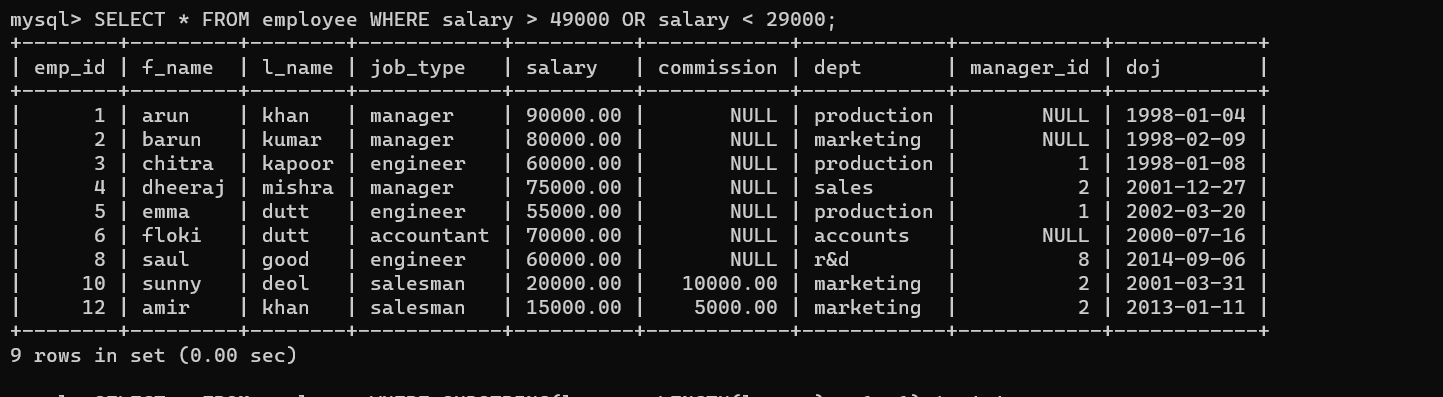 mysql> SELECT * FROM employee WHERE salary > 49000 OR salary < 29000;
+--------+---------+--------+------------+----------+------------+------------+------------+------------+
| emp_id | f_name  | l_name | job_type   | salary   | commission | dept       | manager_id | doj        |
+--------+---------+--------+------------+----------+------------+------------+------------+------------+
|      1 | arun    | khan   | manager    | 90000.00 |       NULL | production |       NULL | 1998-01-04 |
|      2 | barun   | kumar  | manager    | 80000.00 |       NULL | marketing  |       NULL | 1998-02-09 |
|      3 | chitra  | kapoor | engineer   | 60000.00 |       NULL | production |          1 | 1998-01-08 |
|      4 | dheeraj | mishra | manager    | 75000.00 |       NULL | sales      |          2 | 2001-12-27 |
|      5 | emma    | dutt   | engineer   | 55000.00 |       NULL | production |          1 | 2002-03-20 |
|      6 | floki   | dutt   | accountant | 70000.00 |       NULL | accounts   |       NULL | 2000-07-16 |
|      8 | saul    | good   | engineer   | 60000.00 |       NULL | r&d        |          8 | 2014-09-06 |
|     10 | sunny   | deol   | salesman   | 20000.00 |   10000.00 | marketing  |          2 | 2001-03-31 |
|     12 | amir    | khan   | salesman   | 15000.00 |    5000.00 | marketing  |          2 | 2013-01-11 |
+--------+---------+--------+------------+----------+------------+------------+------------+------------+
9 rows in set (0.00 sec)